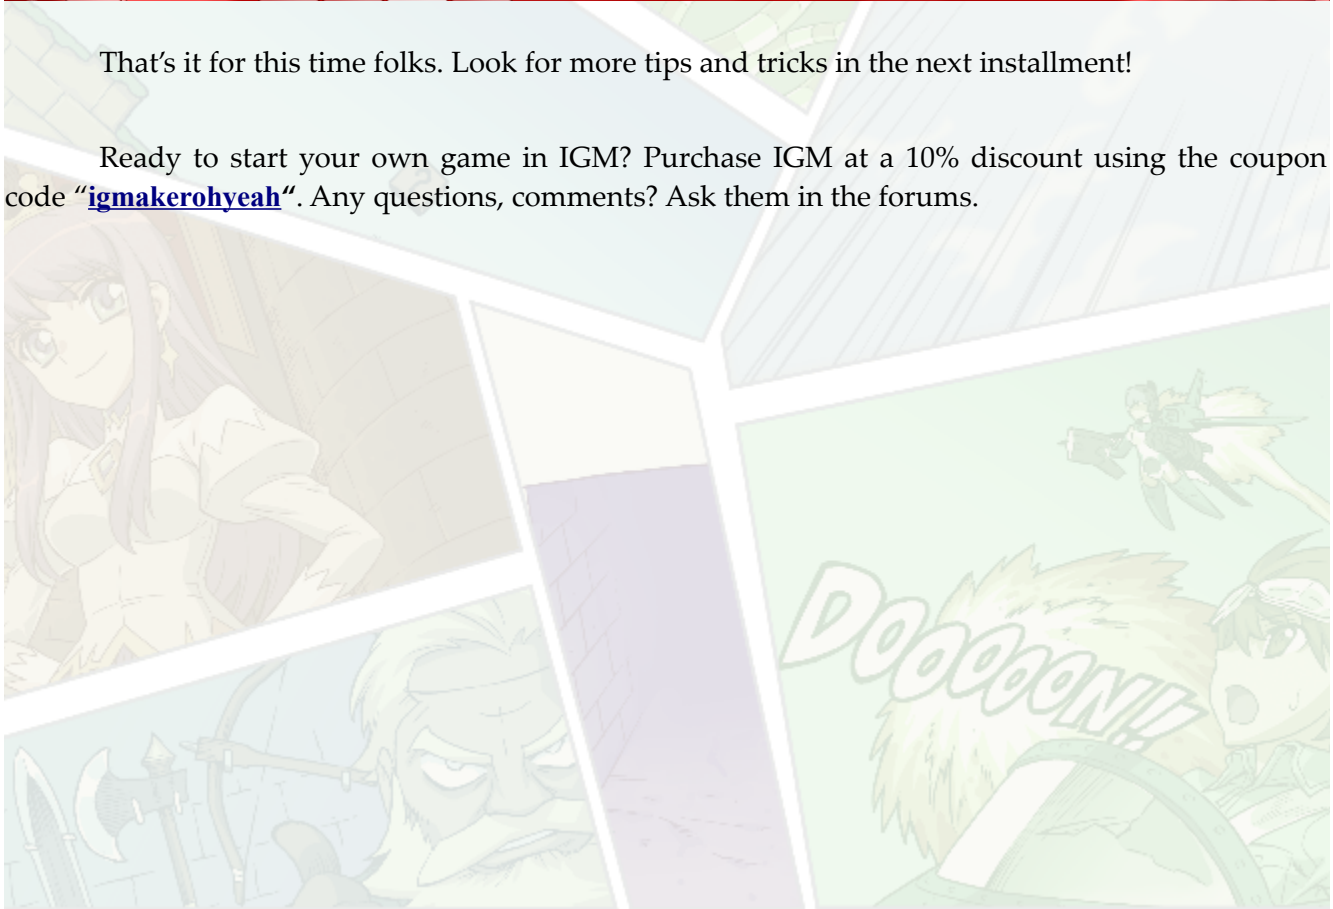 That’s it for this time folks. Look for more tips and tricks in the next installment!
Ready to start your own game in IGM? Purchase IGM at a 10% discount using the coupon
code “igmakerohyeah“. Any questions, comments? Ask them in the forums.
DOOOOON!!